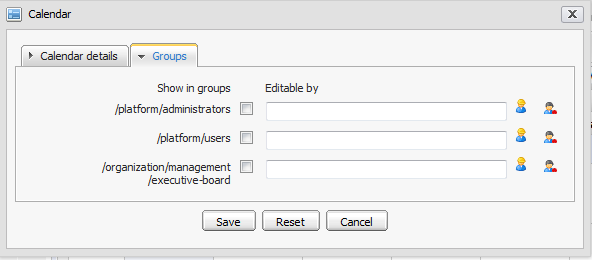 Calendar
Calendar details
Groups
Show in groups
Editable by
/platform/administrators
/platform/users
/organization/management
/executive-board
Save
Reset
Cancel